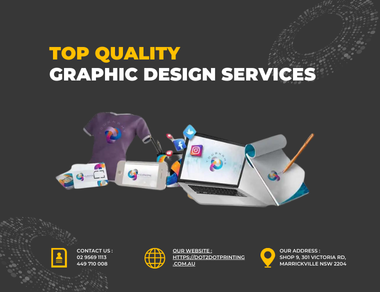 TOP QUALITY
GRAPHIC DESIGN SERVICES
CONTACT US :
02 9569 1113
449 710 008
OUR WEBSITE :
HTTPS://DOT2DOTPRINTING
.COM.AU
OUR ADDRESS :
SHOP 9, 301 VICTORIA RD,
MARRICKVILLE NSW 2204